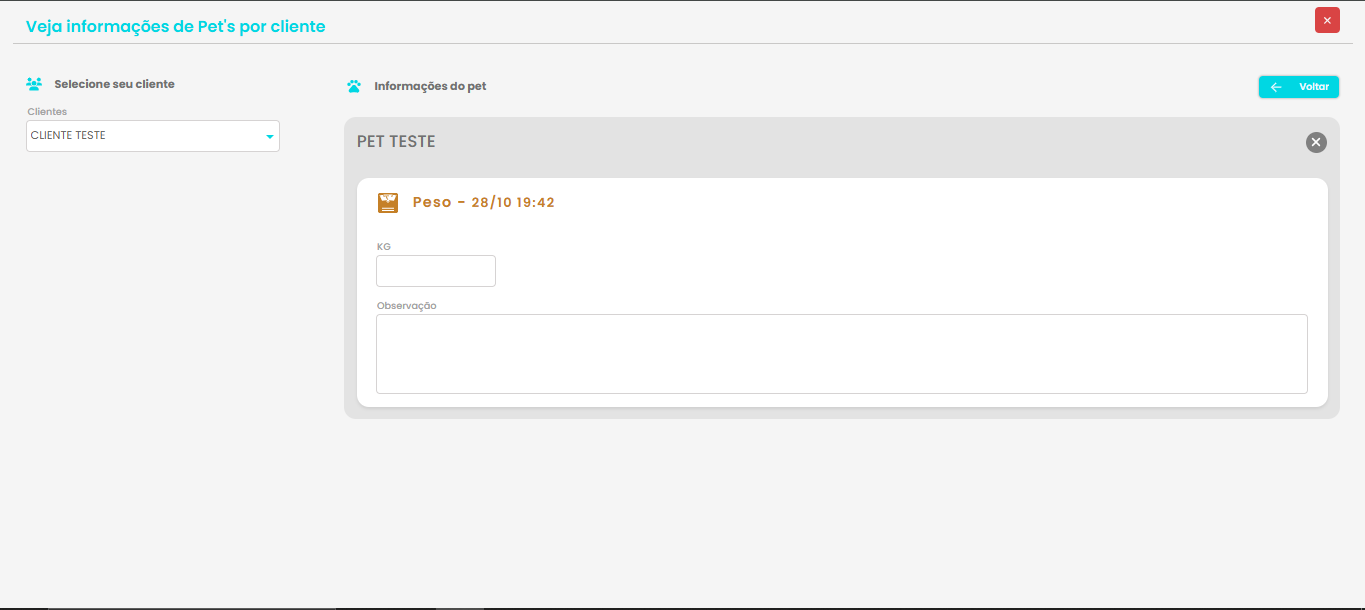 Veja informações de Pet's por cliente
Selecione seu cliente
Clientes
CLIENTE TESTE
Informações do pet
Voltar
PET TESTE
Peso - 28/10 19:42
KG
Observação